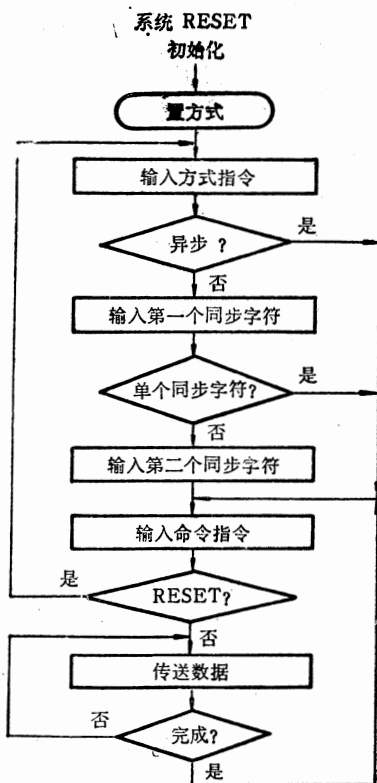 系统 RESET
初始化
置方式
输入方式指令
异步？
是
否
输入第一个同步字符
单个同步字符？
是
否
输入第二个同步字符
输入命令指令
是
RESET？
否
传送数据
否
完成？
是